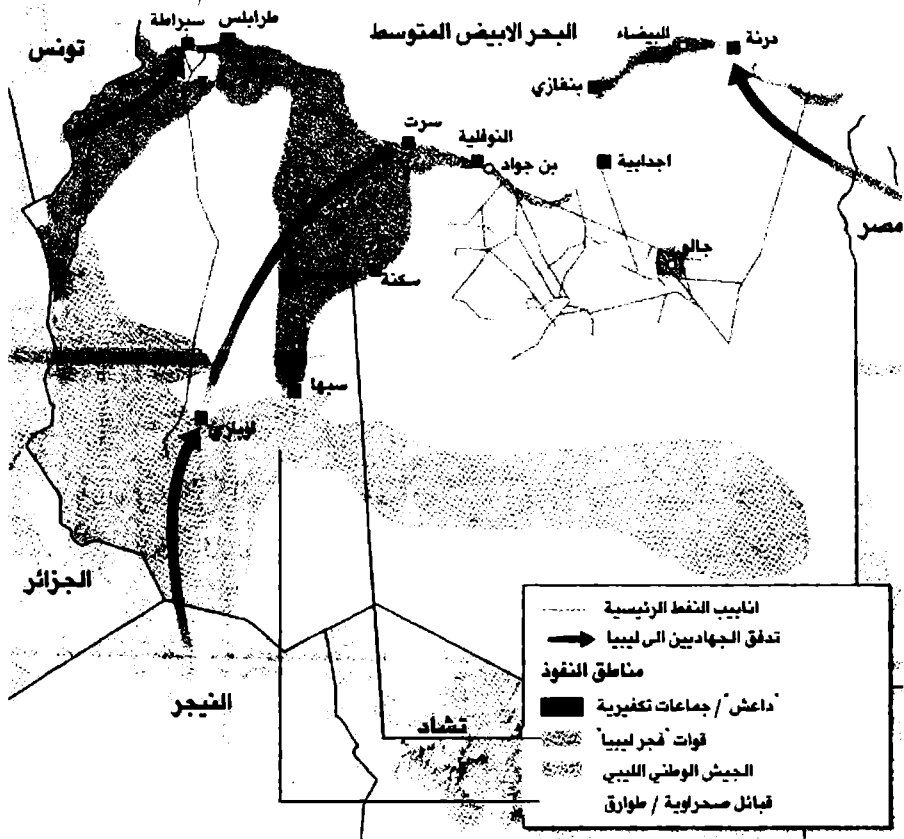 سبراطة
طرابلس
تونس
البحر الابيض المتوسط
البيضاء
درنة
بنغازي
سرت
النوفلية
بن جواد
اجدابية
مصر
جالو
سكنة
سبها
اوباري
الجزائر
النيجر
تشاد
انابيب النفط الرئيسية
تدفق الجهاديين الى ليبيا
مناطق النفوذ
"داعش" / جماعات تكفيرية
قوات "فجر ليبيا"
الجيش الوطني الليبي
قبائل صحراوية / طوارق